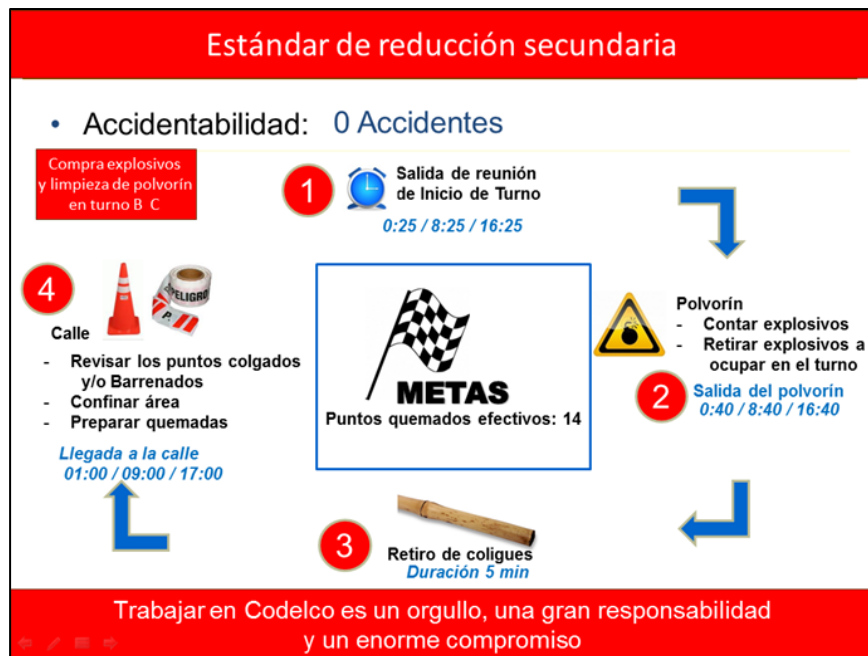 Estándar de reducción secundaria
• Accidentabilidad: 0 Accidentes
Compra explosivos
y limpieza de polvorín
en turno B C
1
Salida de reunión
de Inicio de Turno
0:25 / 8:25 / 16:25
Polvorín
- Contar explosivos
- Retirar explosivos a
ocupar en el turno
2
Salida del polvorín
0:40 / 8:40 / 16:40
METAS
Puntos quemados efectivos: 14
3
Retiro de coligues
Duración 5 min
4
PELIGRO
P.
Calle
- Revisar los puntos colgados
y/o Barrenados
- Confinar área
- Preparar quemadas
Llegada a la calle
01:00 / 09:00 / 17:00
Trabajar en Codelco es un orgullo, una gran responsabilidad
y un enorme compromiso